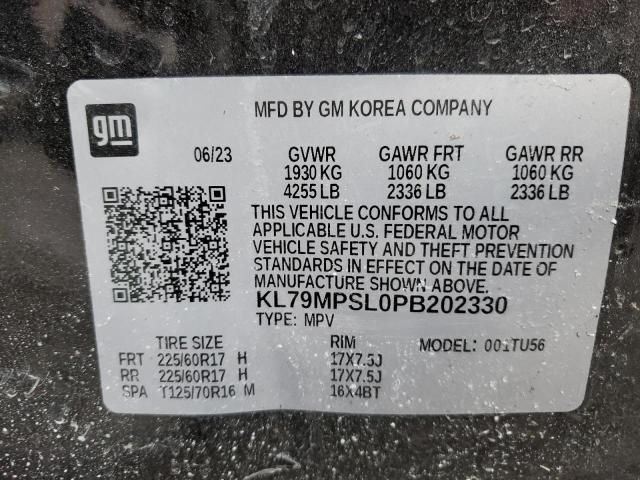 gm
MFD BY GM KOREA COMPANY
06/23 GVWR GAWR FRT GAWR RR
1930 KG 1060 KG 1060 KG
4255 LB 2336 LB 2336 LB
THIS VEHICLE CONFORMS TO ALL
APPLICABLE U.S. FEDERAL MOTOR
VEHICLE SAFETY AND THEFT PREVENTION
STANDARDS IN EFFECT ON THE DATE OF
MANUFACTURE SHOWN ABOVE.
KL79MPSL0PB202330
TYPE: MPV
TIRE SIZE RIM MODEL: 001TU56
FRT 225/60R17 H 17X7.5J
RR 225/60R17 H 17X7.5J
SPA T125/70R16 M 16X4BT